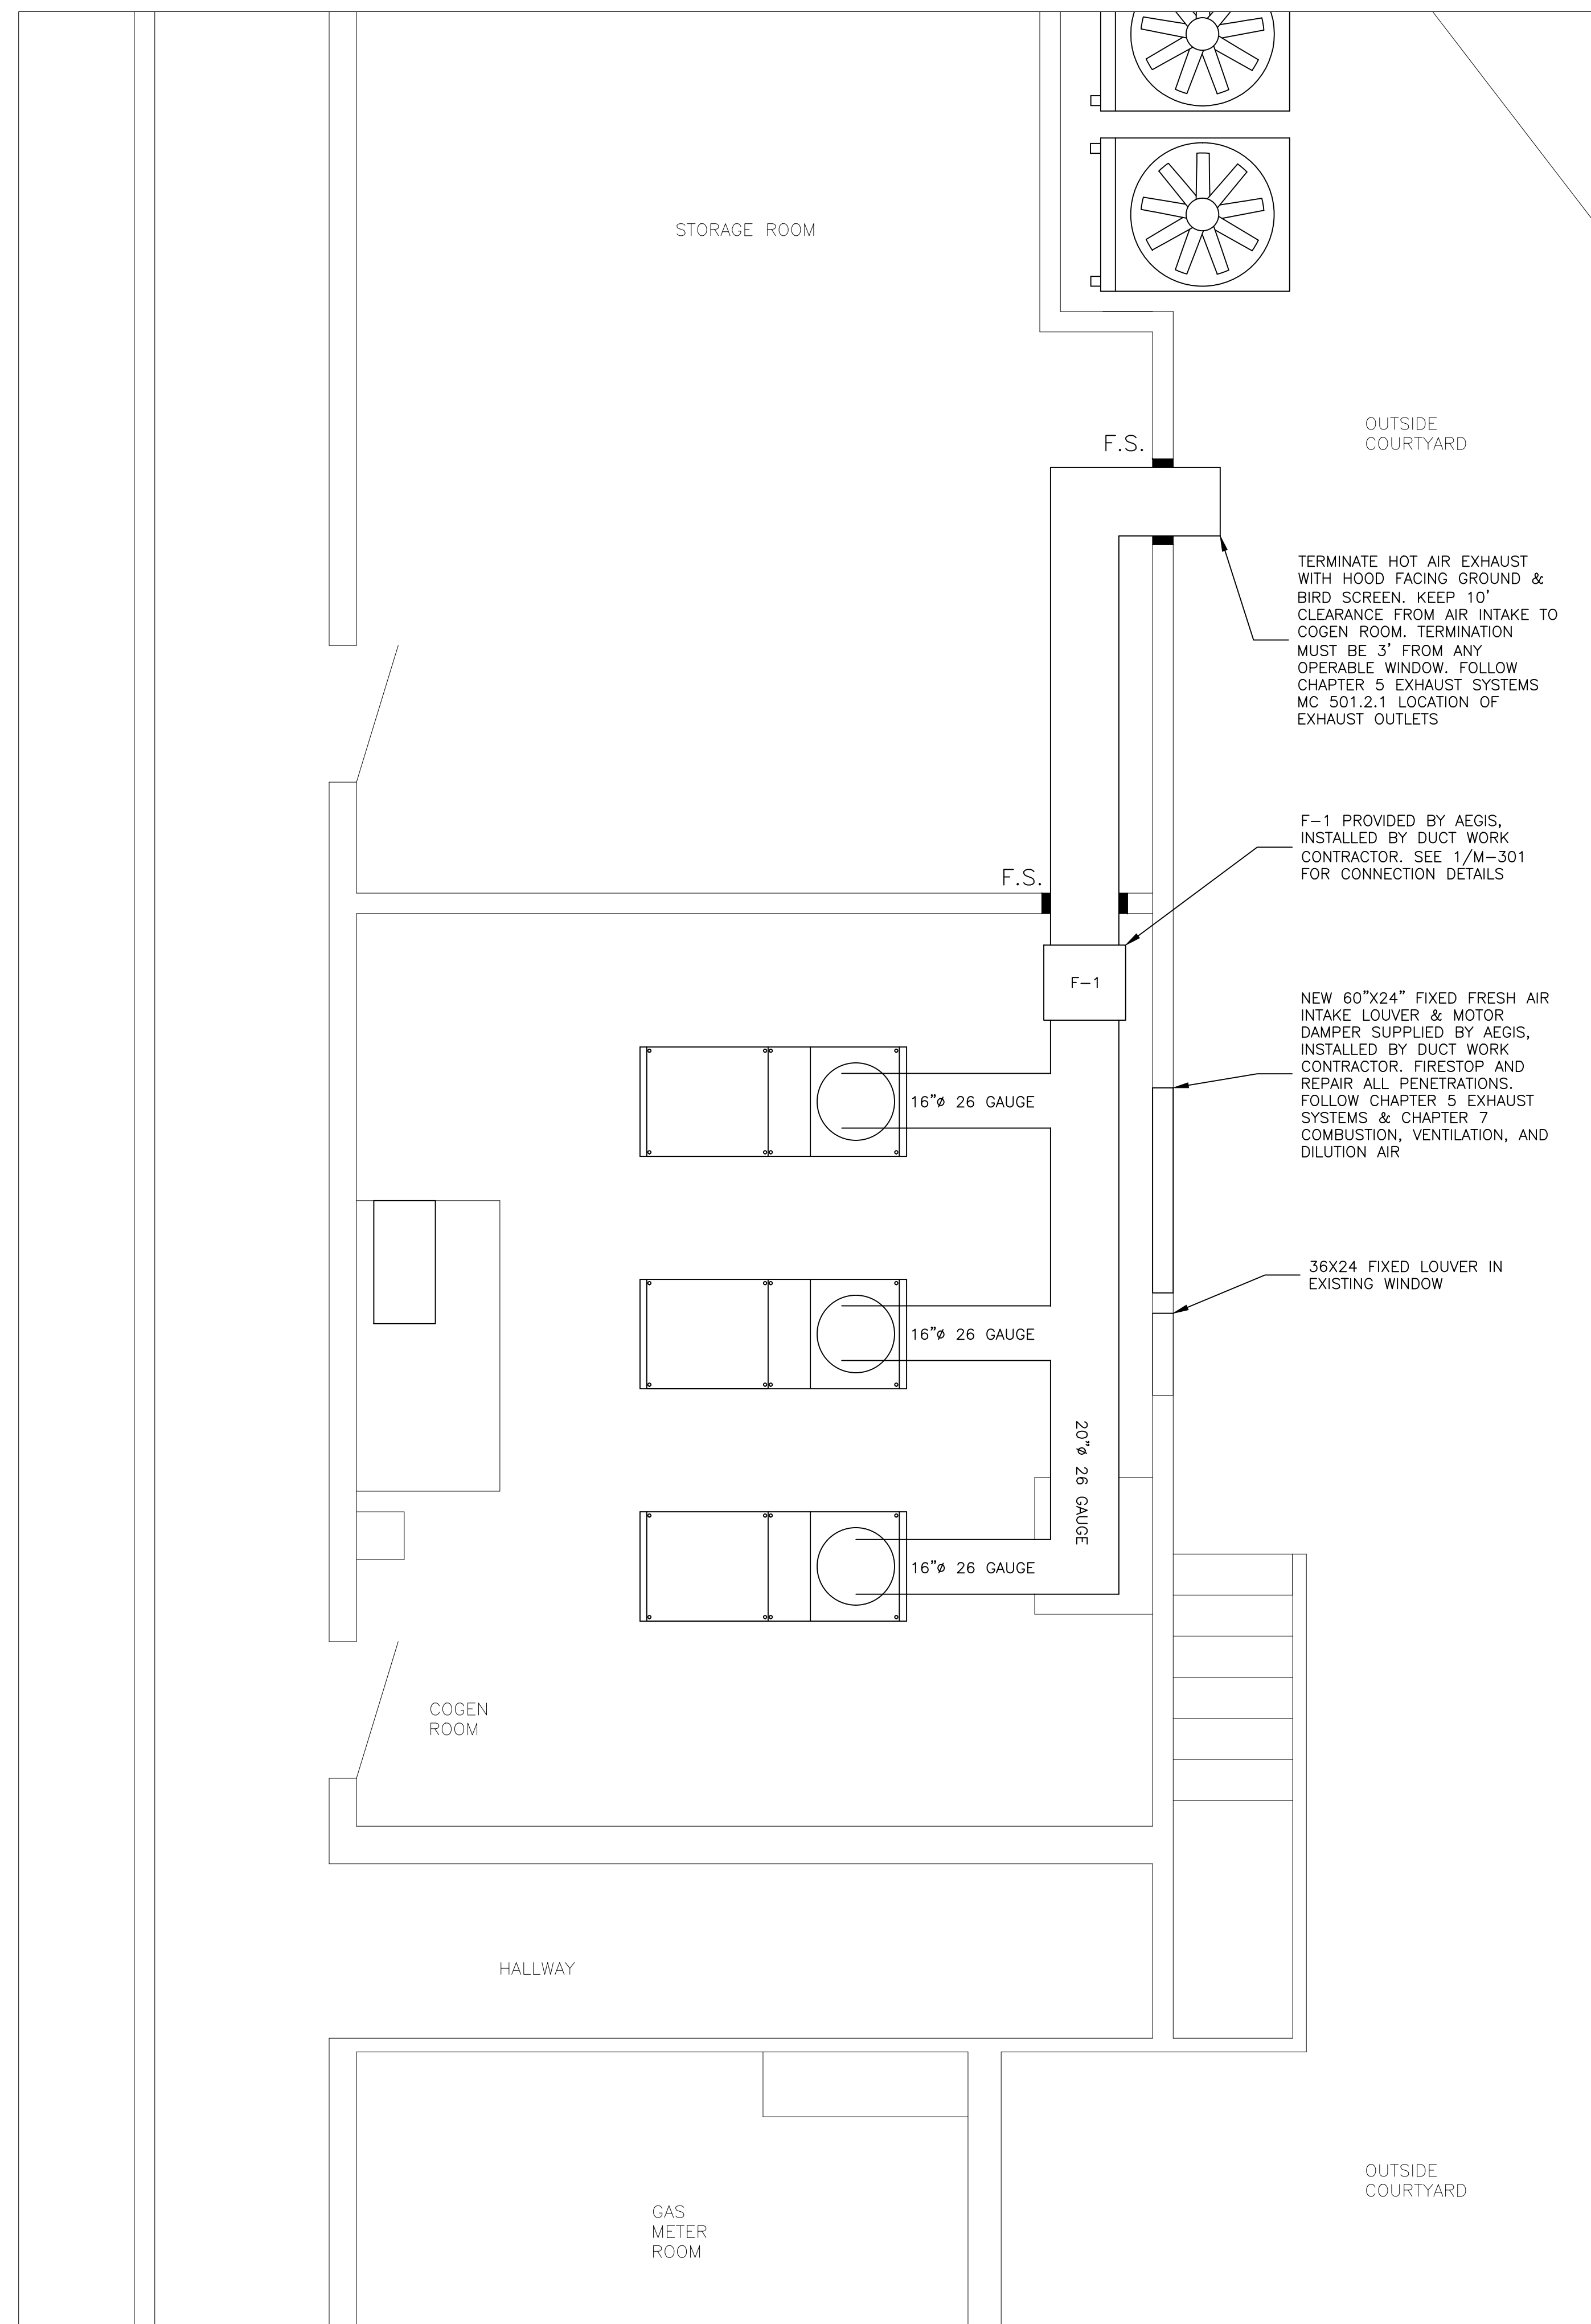 STORAGE ROOM
OUTSIDE
COURTYARD
F.S.
TERMINATE HOT AIR EXHAUST
WITH HOOD FACING GROUND &
BIRD SCREEN. KEEP 10'
CLEARANCE FROM AIR INTAKE TO
COGEN ROOM. TERMINATION
MUST BE 3' FROM ANY
OPERABLE WINDOW. FOLLOW
CHAPTER 5 EXHAUST SYSTEMS
MC 501.2.1 LOCATION OF
EXHAUST OUTLETS
F-1 PROVIDED BY AEGIS,
INSTALLED BY DUCT WORK
CONTRACTOR. SEE 1/M-301
FOR CONNECTION DETAILS
F.S.
F-1
NEW 60"X24" FIXED FRESH AIR
INTAKE LOUVER & MOTOR
DAMPER SUPPLIED BY AEGIS,
INSTALLED BY DUCT WORK
CONTRACTOR. FIRESTOP AND
REPAIR ALL PENETRATIONS.
FOLLOW CHAPTER 5 EXHAUST
SYSTEMS & CHAPTER 7
COMBUSTION, VENTILATION, AND
DILUTION AIR
16"ø 26 GAUGE
36X24 FIXED LOUVER IN
EXISTING WINDOW
16"ø 26 GAUGE
20"ø 26 GAUGE
16"ø 26 GAUGE
COGEN
ROOM
HALLWAY
OUTSIDE
COURTYARD
GAS
METER
ROOM